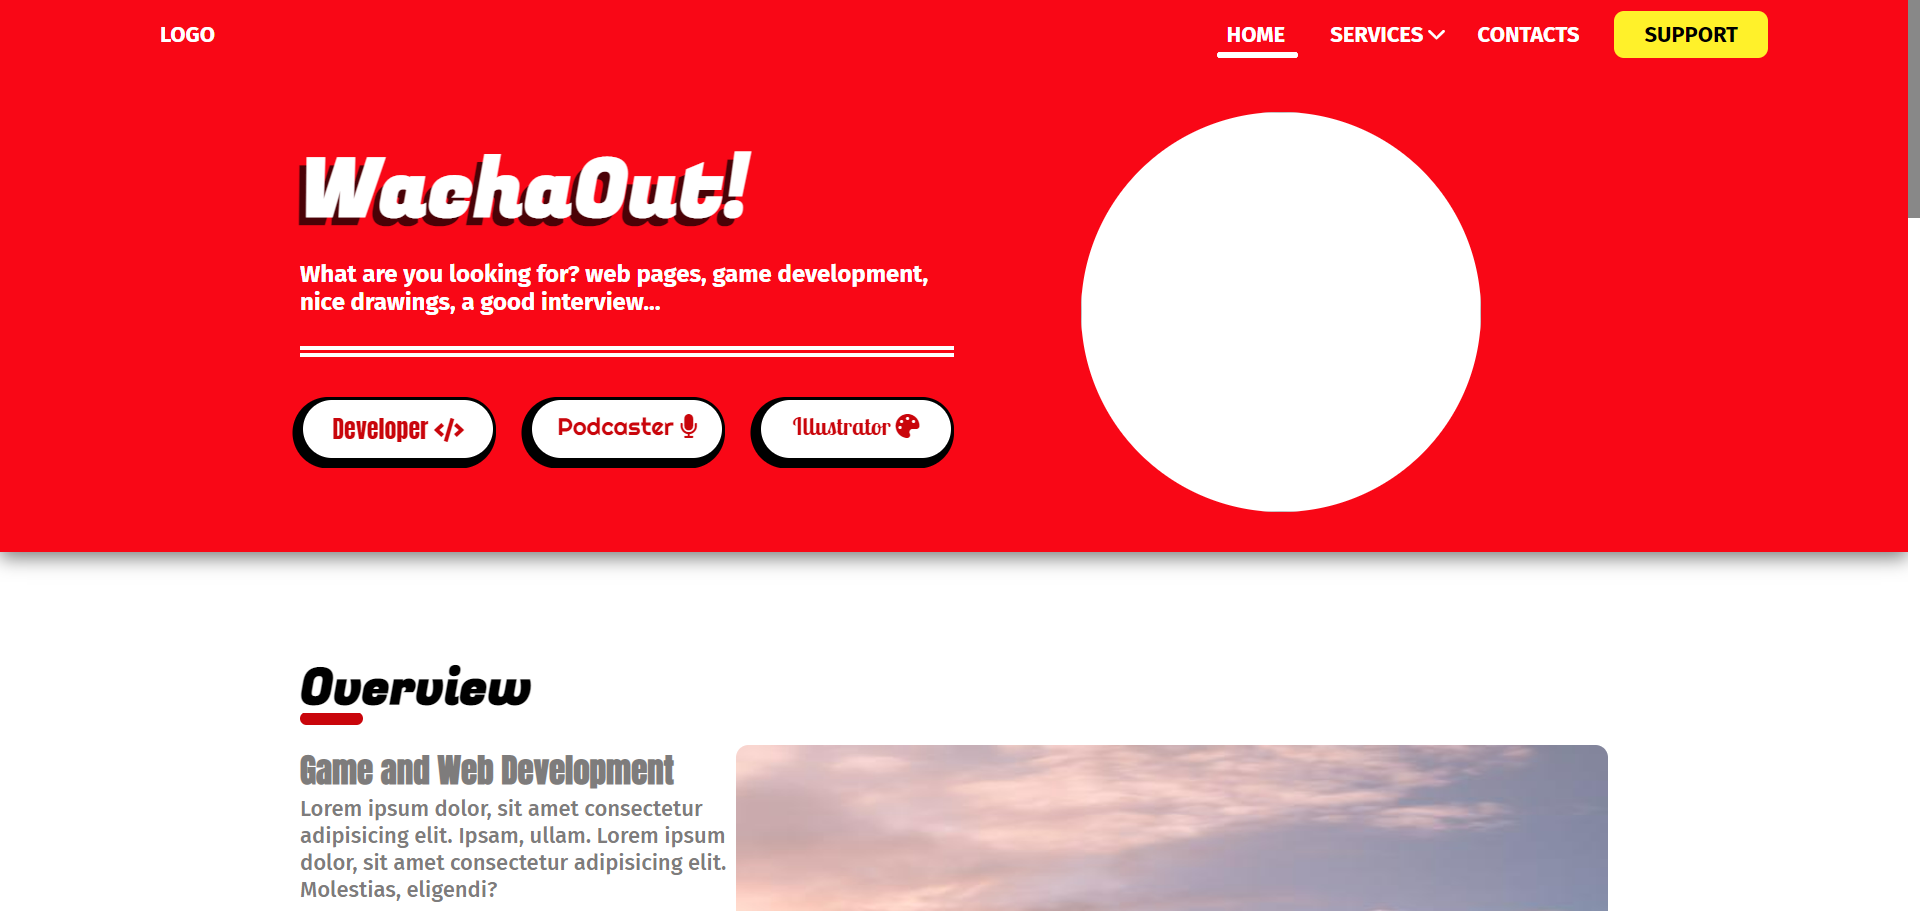 LOGO
HOME
SERVICES
CONTACTS
SUPPORT
WachaOut!
What are you looking for? web pages, game development,
nice drawings, a good interview...
Developer
Podcaster
Illustrator
Overview
Game and Web Development
Lorem ipsum dolor, sit amet consectetur
adipisicing elit. Ipsam, ullam. Lorem ipsum
dolor, sit amet consectetur adipisicing elit.
Molestias, eligendi?